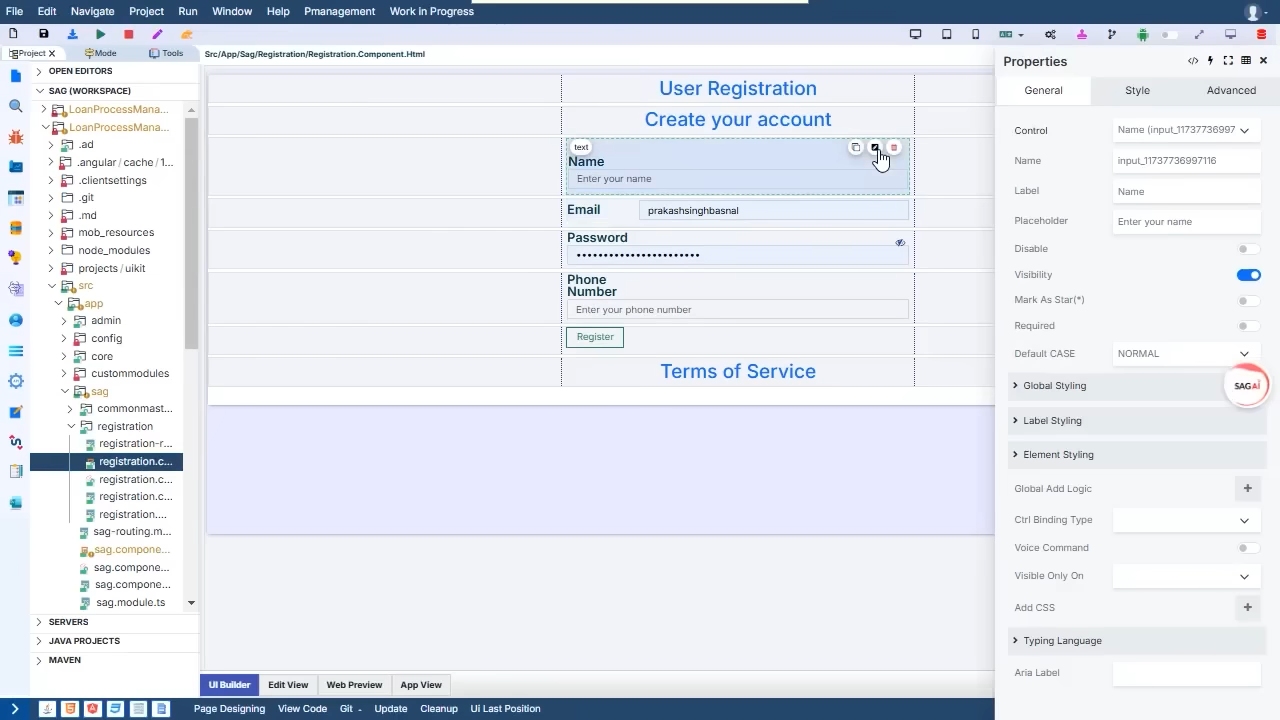 File Edit Navigate Project Run Window Help Pmanagement Work in Progress
Project Mode Tools Src/App/Sag/Registration/Registration.Component.Html
OPEN EDITORS
SAG (WORKSPACE)
LoanProcessMana...
LoanProcessMana...
.ad
.angular / cache / 1...
.clientsettings
.git
.md
mob_resources
node_modules
projects / uikit
src
app
admin
config
core
custommodules
sag
commonmast...
registration
registration-r...
registration.c...
registration.c...
registration.c...
registration....
sag-routing.m...
sag.compone...
sag.compone...
sag.compone...
sag.module.ts
SERVERS
JAVA PROJECTS
MAVEN
User Registration
Create your account
text
Name
Enter your name
Email prakashsinghbasnal
Password
Phone
Number
Enter your phone number
Register
Terms of Service
UI Builder Edit View Web Preview App View
Page Designing View Code Git - Update Cleanup Ui Last Position
Properties
General Style Advanced
Control Name (input_11737736997
Name input_11737736997116
Label Name
Placeholder Enter your name
Disable
Visibility
Mark As Star(*)
Required
Default CASE NORMAL
Global Styling
SAG AI
Label Styling
Element Styling
Global Add Logic +
Ctrl Binding Type
Voice Command
Visible Only On
Add CSS +
Typing Language
Aria Label